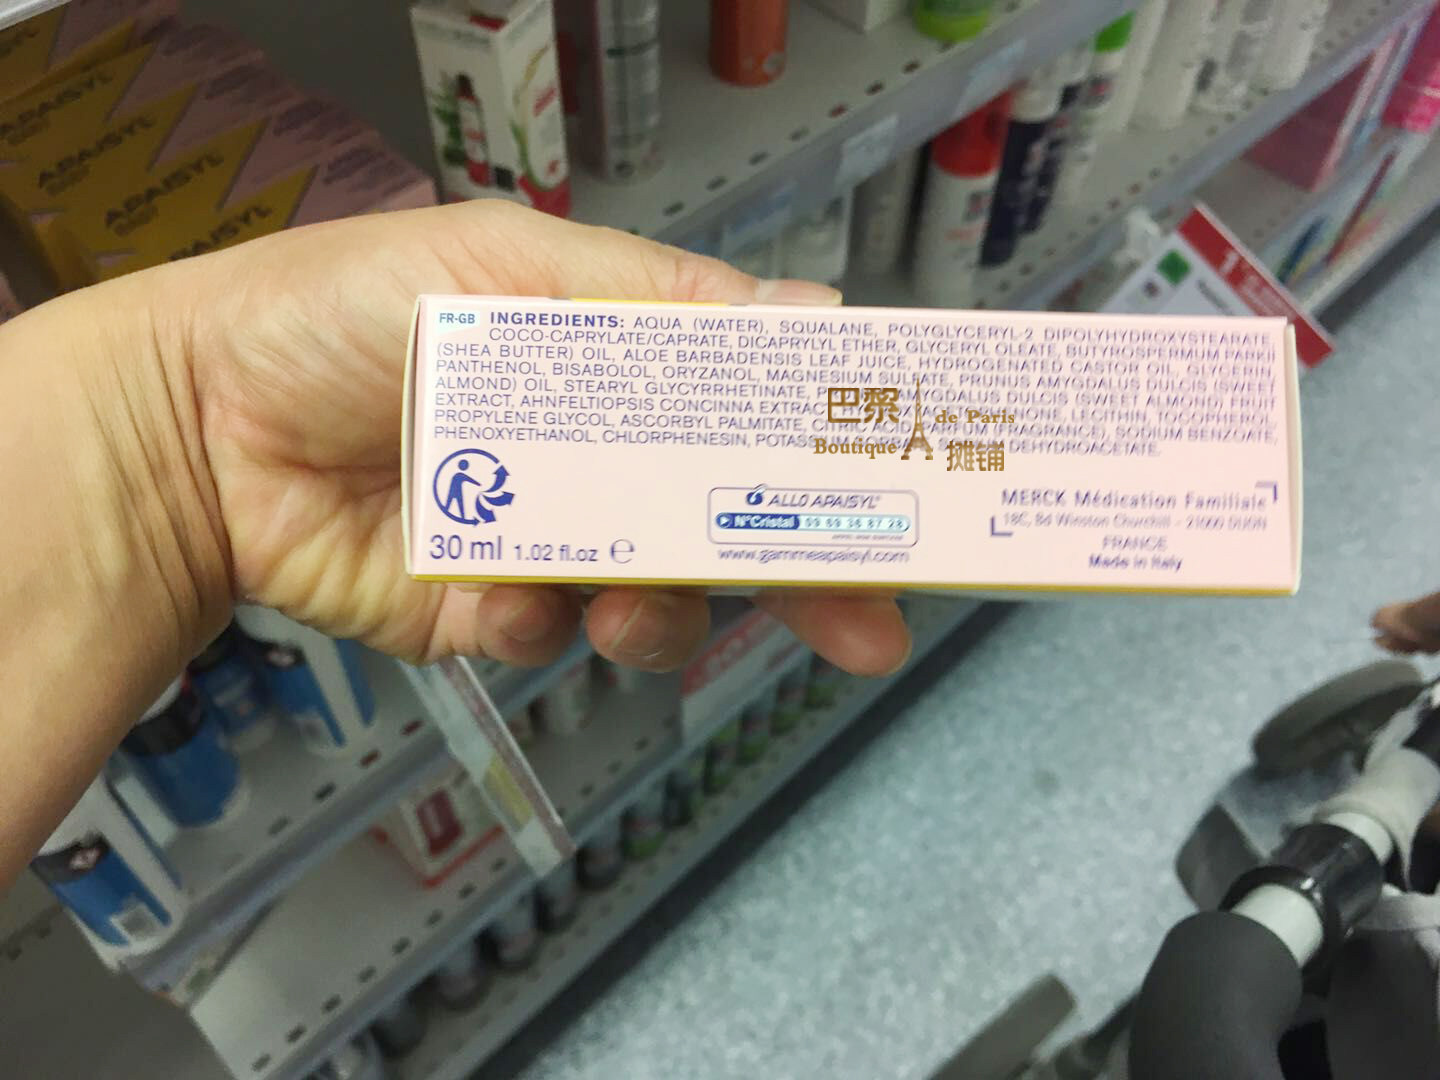 APAISYL
APAISYL
APAISYL
FR-GB INGREDIENTS: AQUA (WATER), SQUALANE, POLYGLYCERYL-2 DIPOLYHYDROXYSTEARATE,
COCO-CAPRYLATE/CAPRATE, DICAPRYLYL ETHER, GLYCERYL OLEATE, BUTYROSPERMUM PARKII
(SHEA BUTTER) OIL, ALOE BARBADENSIS LEAF JUICE, HYDROGENATED CASTOR OIL, GLYCERIN,
PANTHENOL, BISABOLOL, ORYZANOL, MAGNESIUM SULFATE, PRUNUS AMYGDALUS DULCIS (SWEET
ALMOND) OIL, STEARYL GLYCYRRHETINATE, AMYGDALUS DULCIS (SWEET ALMOND) FRUIT
EXTRACT, AHNFELTIOPSIS CONCINNA EXTRACT, LECITHIN, TOCOPHEROL,
PROPYLENE GLYCOL, ASCORBYL PALMITATE, CITRIC ACID, PARFUM (FRAGRANCE), SODIUM BENZOATE,
PHENOXYETHANOL, CHLORPHENESIN, POTASSIUM DEHYDROACETATE.
巴黎 de Paris
Boutique 摊铺
ALLO APAISYL®
N°Cristal 09 69 36 87 28
www.gammeapaisyl.com
30 ml 1.02 fl.oz ℮
MERCK Médication Familiale
18C, Bd Winston Churchill - 21000 DIJON
FRANCE
Made in Italy